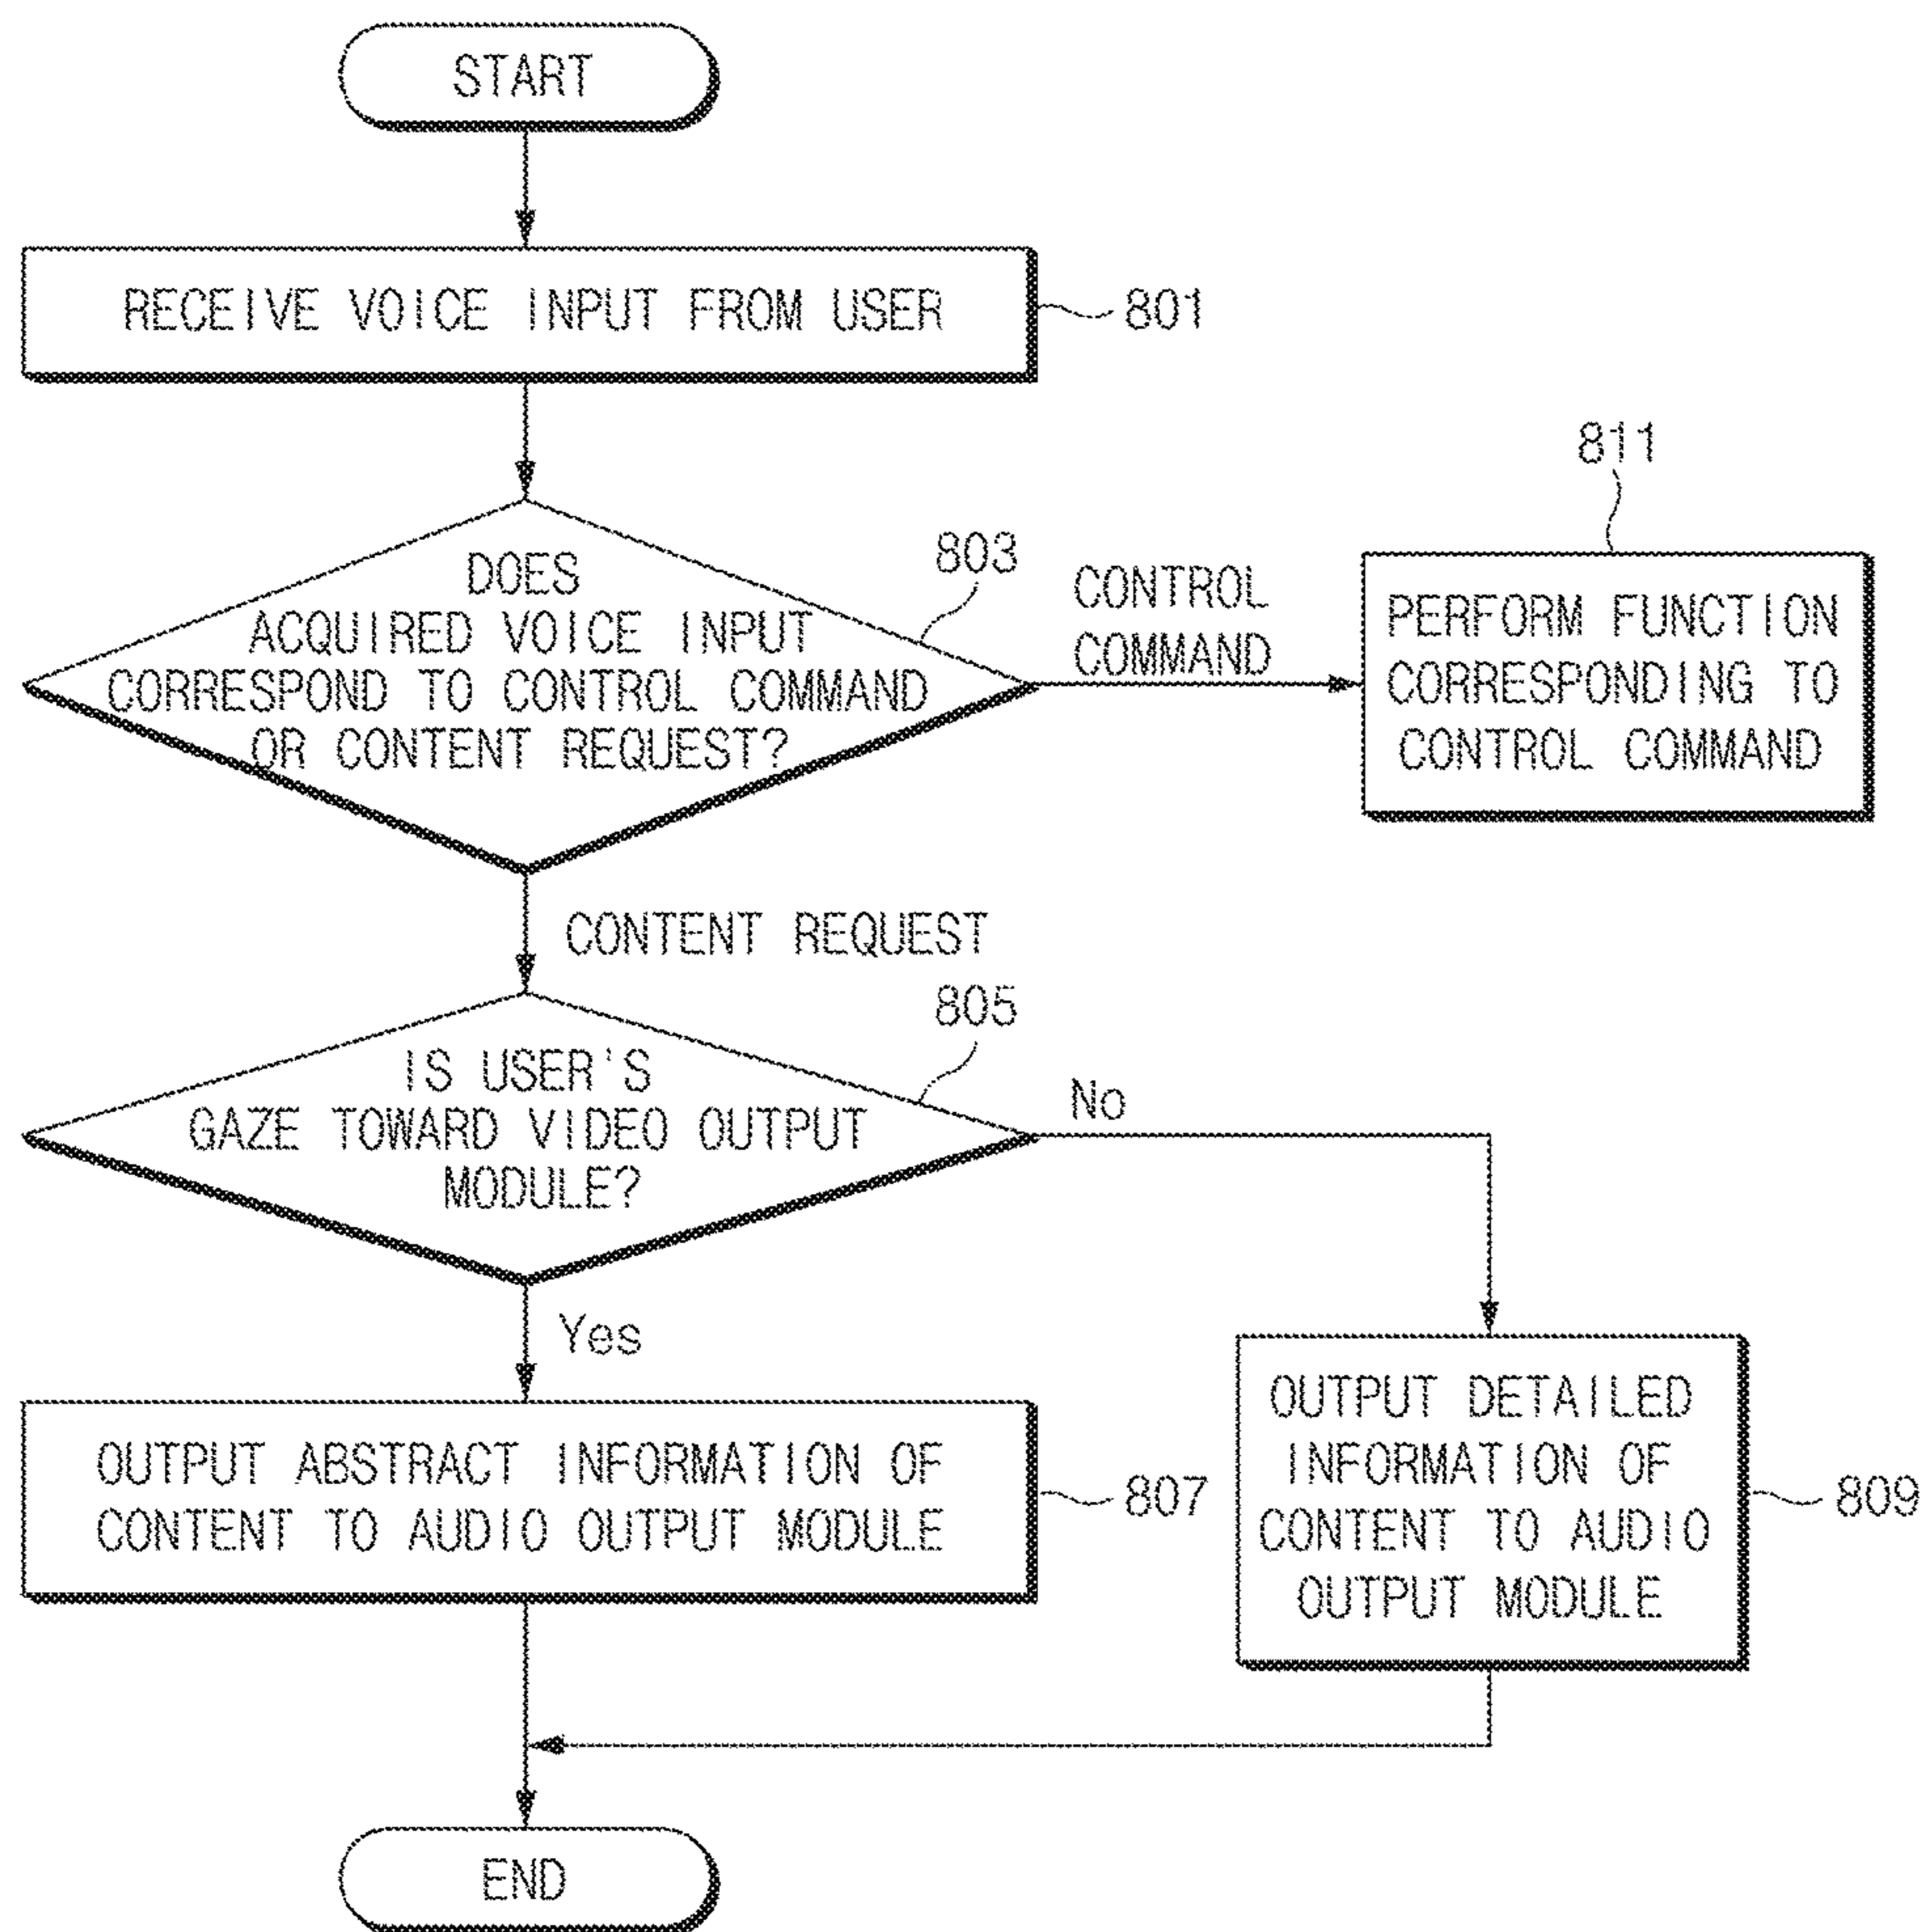 START
RECEIVE VOICE INPUT FROM USER
801
DOES
ACQUIRED VOICE INPUT
CORRESPOND TO CONTROL COMMAND
OR CONTENT REQUEST?
803
CONTROL
COMMAND
811
PERFORM FUNCTION
CORRESPONDING TO
CONTROL COMMAND
CONTENT REQUEST
805
IS USER'S
GAZE TOWARD VIDEO OUTPUT
MODULE?
No
Yes
OUTPUT ABSTRACT INFORMATION OF
CONTENT TO AUDIO OUTPUT MODULE
807
OUTPUT DETAILED
INFORMATION OF
CONTENT TO AUDIO
OUTPUT MODULE
809
END